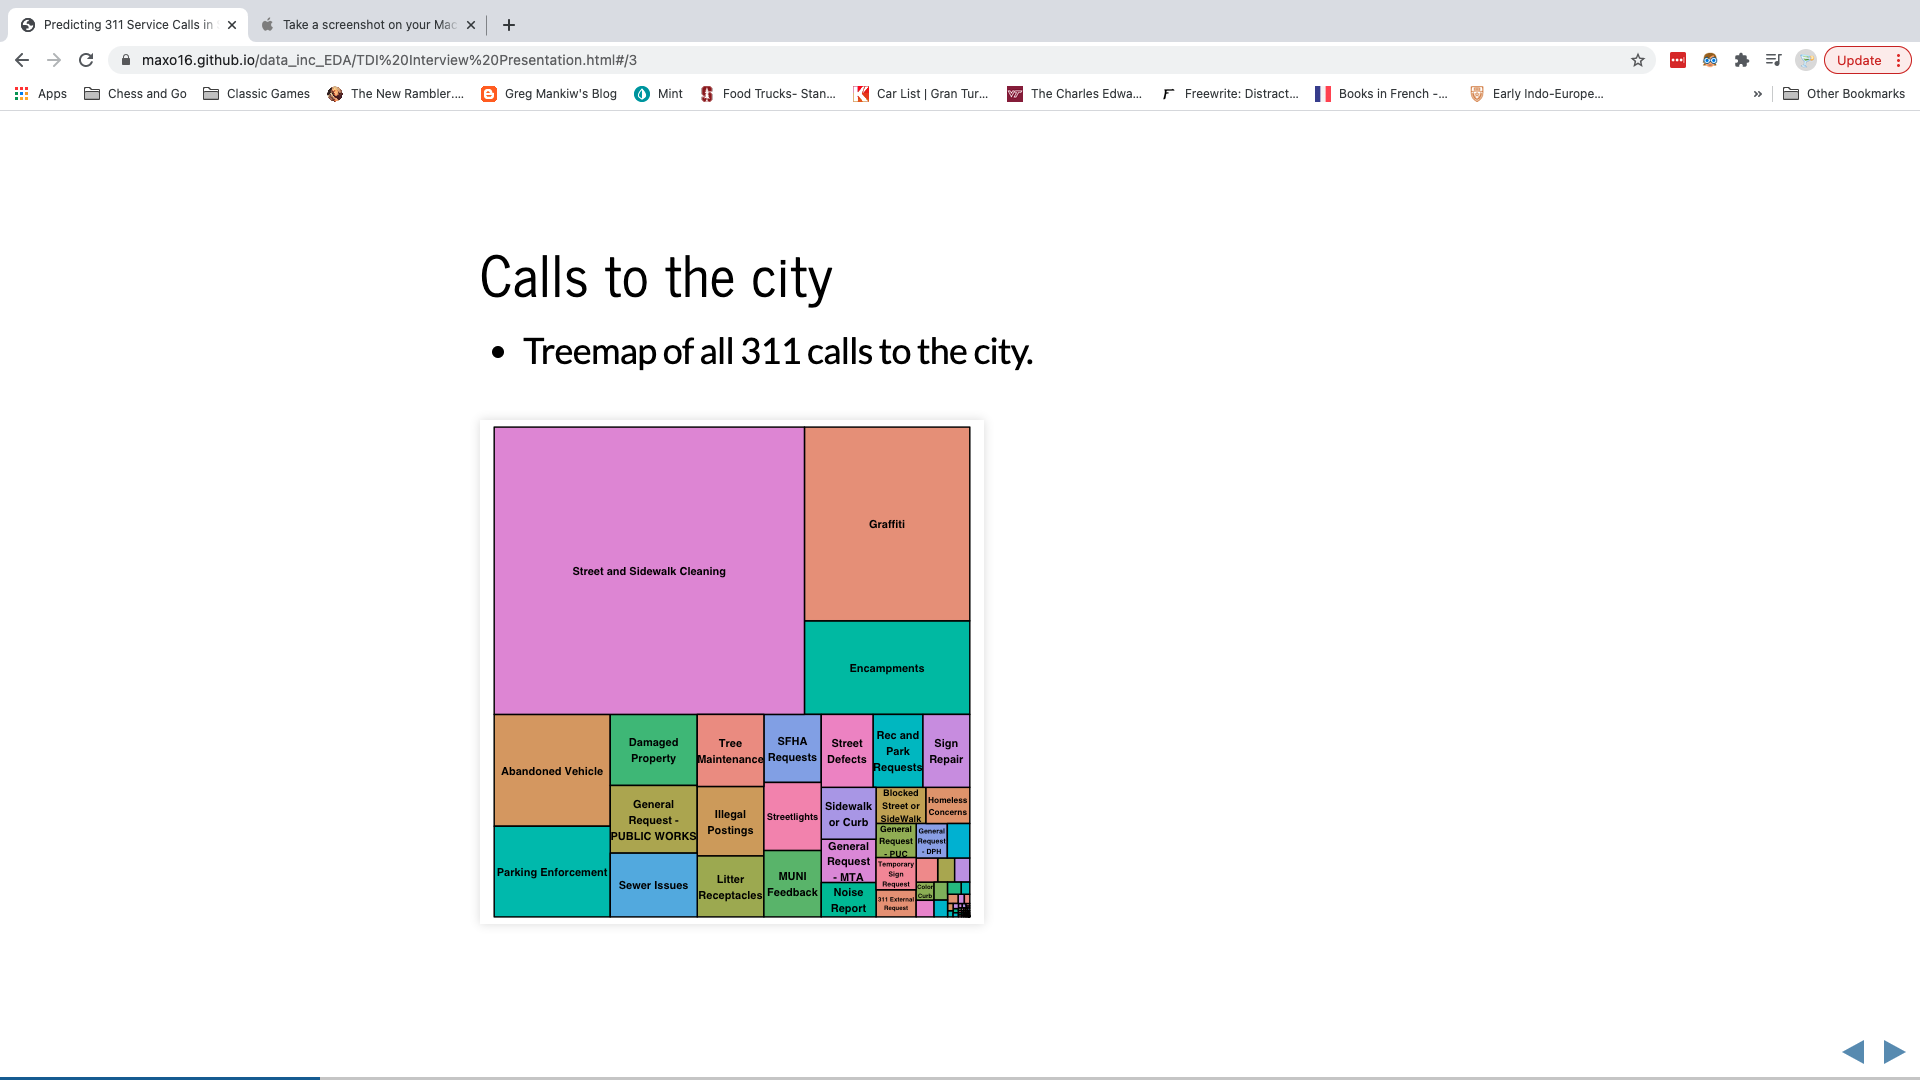 Predicting 311 Service Calls in
Take a screenshot on your Mac
maxo16.github.io/data_inc_EDA/TDI%20Interview%20Presentation.html#/3
Update
Apps
Chess and Go
Classic Games
The New Rambler....
Greg Mankiw's Blog
Mint
Food Trucks- Stan...
Car List | Gran Tur...
The Charles Edwa...
Freewrite: Distract...
Books in French -...
Early Indo-Europe...
»
Other Bookmarks
Calls to the city
• Treemap of all 311 calls to the city.
Street and Sidewalk Cleaning
Graffiti
Encampments
Abandoned Vehicle
Parking Enforcement
Damaged
Property
General
Request -
PUBLIC WORKS
Sewer Issues
Tree
Maintenance
Illegal
Postings
Litter
Receptacles
SFHA
Requests
Streetlights
MUNI
Feedback
Street
Defects
Rec and
Park
Requests
Sign
Repair
Sidewalk
or Curb
General
Request
- MTA
Noise
Report
Blocked
Street or
SideWalk
Homeless
Concerns
General
Request
- PUC
General
Request
- DPH
Temporary
Sign
Request
311 External
Request
Color
Curb